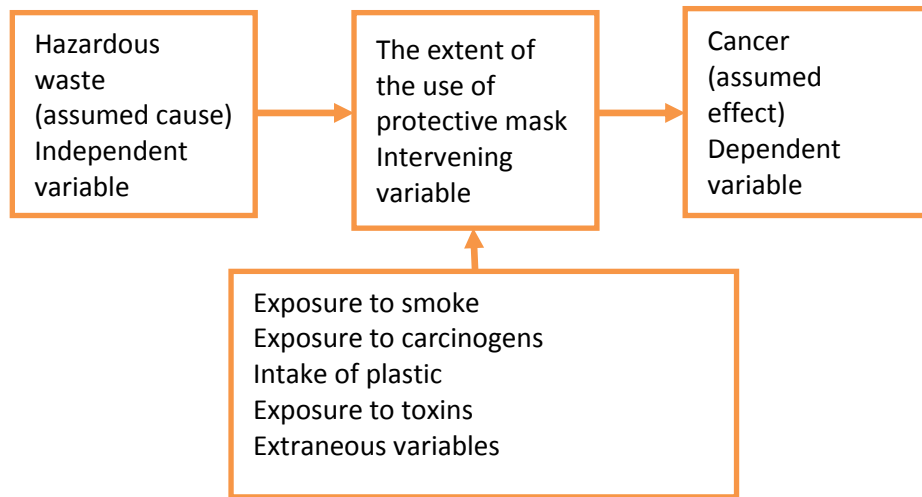 Hazardous
waste
(assumed cause)
Independent
variable
The extent of
the use of
protective mask
Intervening
variable
Cancer
(assumed
effect)
Dependent
variable
Exposure to smoke
Exposure to carcinogens
Intake of plastic
Exposure to toxins
Extraneous variables